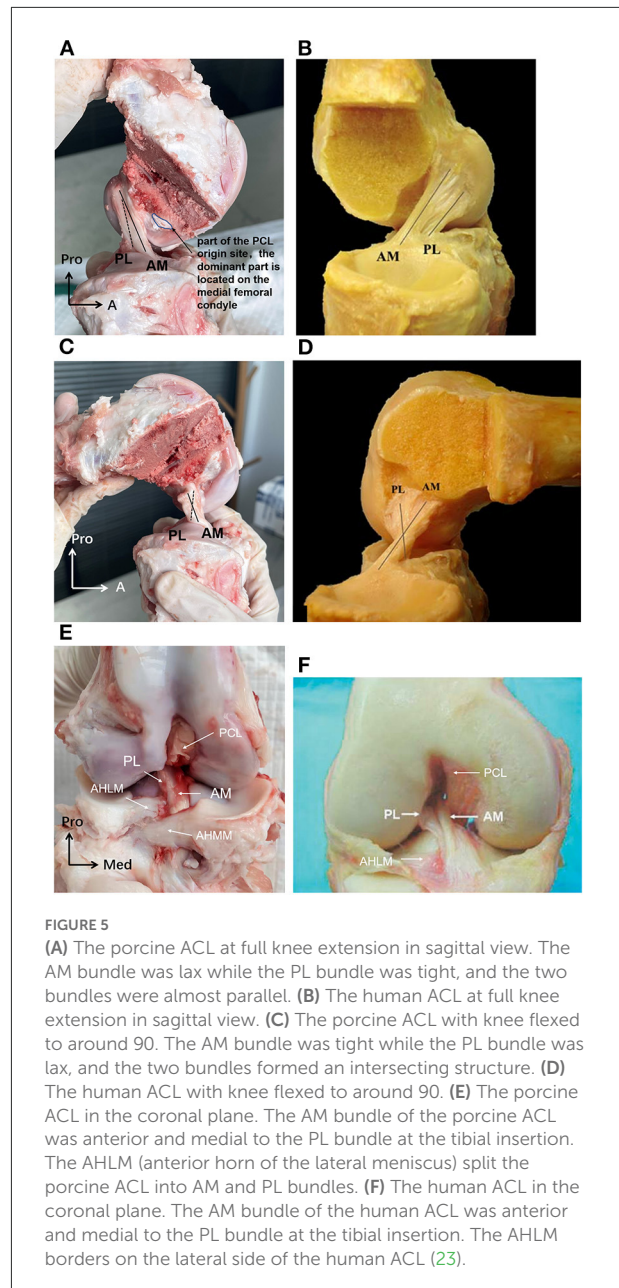 A
B
part of the PCL
origin site, the
dominant part is
located on the
medial femoral
condyle
PL
AM
Pro
A
AM
PL
C
D
PL
AM
PL
AM
Pro
A
E
F
PCL
PL
AHLM
AM
AHMM
Pro
Med
PCL
PL
AM
AHLM
FIGURE 5
(A) The porcine ACL at full knee extension in sagittal view. The
AM bundle was lax while the PL bundle was tight, and the two
bundles were almost parallel. (B) The human ACL at full knee
extension in sagittal view. (C) The porcine ACL with knee flexed
to around 90. The AM bundle was tight while the PL bundle was
lax, and the two bundles formed an intersecting structure. (D)
The human ACL with knee flexed to around 90. (E) The porcine
ACL in the coronal plane. The AM bundle of the porcine ACL
was anterior and medial to the PL bundle at the tibial insertion.
The AHLM (anterior horn of the lateral meniscus) split the
porcine ACL into AM and PL bundles. (F) The human ACL in the
coronal plane. The AM bundle of the human ACL was anterior
and medial to the PL bundle at the tibial insertion. The AHLM
borders on the lateral side of the human ACL (23).